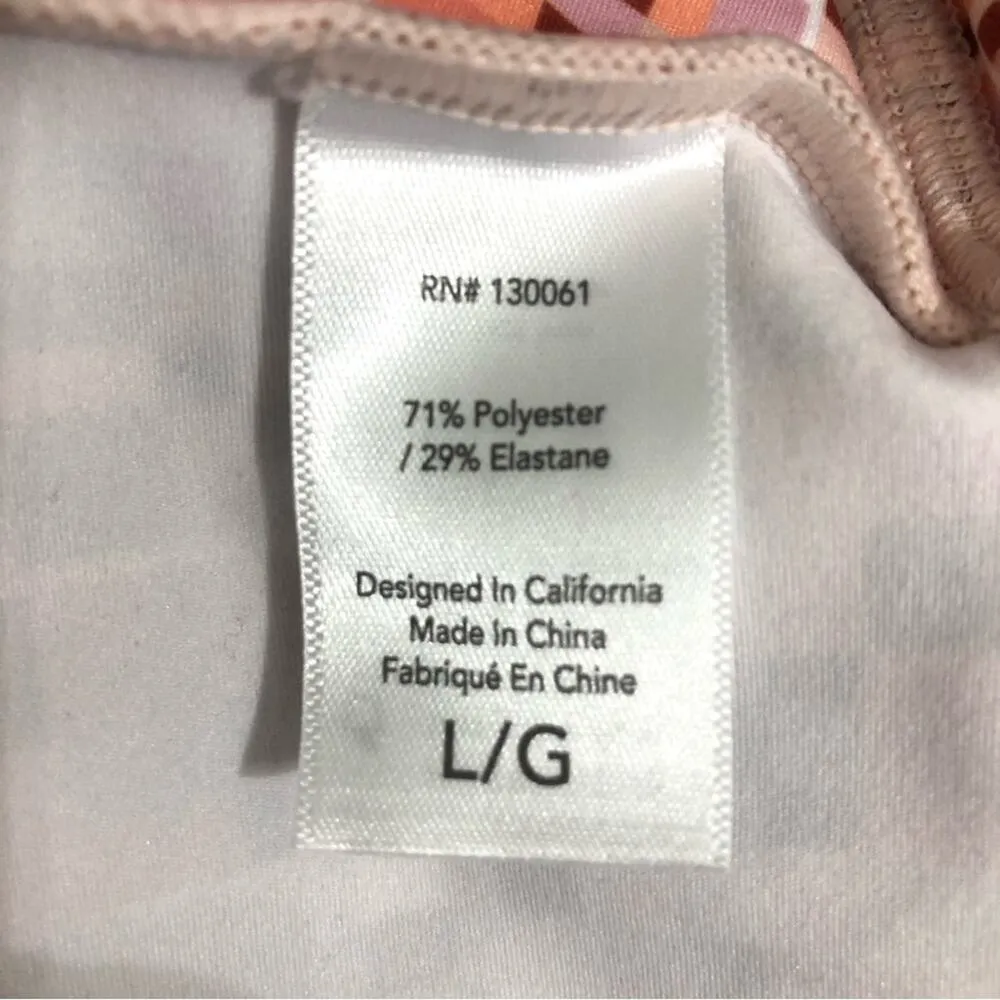 RN# 130061
71% Polyester
/ 29% Elastane
Designed In California
Made In China
Fabriqué En Chine
L/G